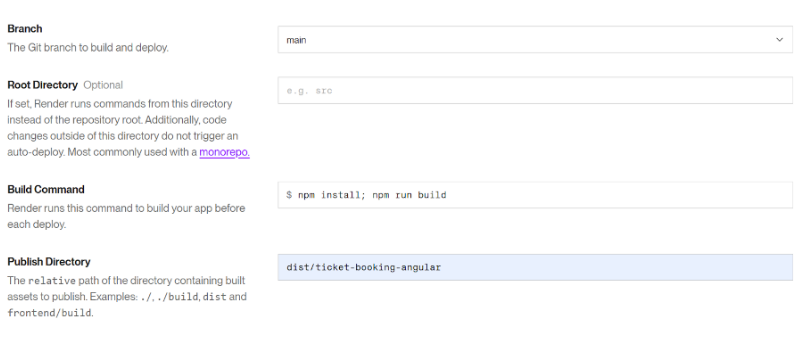 Branch
The Git branch to build and deploy.
main
Root Directory Optional
If set, Render runs commands from this directory
instead of the repository root. Additionally, code
changes outside of this directory do not trigger an
auto-deploy. Most commonly used with a
monorepo.
e.g. src
Build Command
Render runs this command to build your app before
each deploy.
$ npm install; npm run build
Publish Directory
The relative path of the directory containing built
assets to publish. Examples: ./, ./build, dist and
frontend/build.
dist/ticket-booking-angular